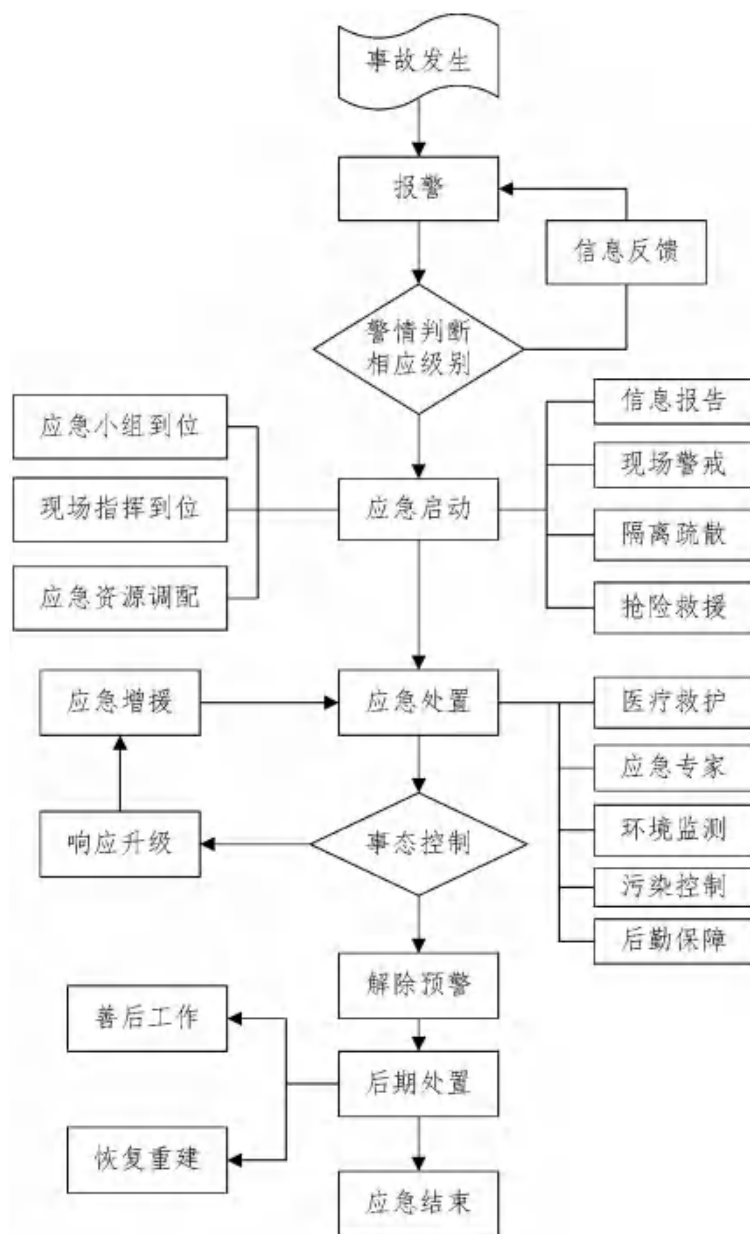 事故发生
报警
信息反馈
警情判断
相应级别
应急小组到位
现场指挥到位
应急资源调配
应急启动
信息报告
现场警戒
隔离疏散
抢险救援
应急增援
应急处置
医疗救护
应急专家
环境监测
污染控制
后勤保障
响应升级
事态控制
解除预警
善后工作
后期处置
恢复重建
应急结束